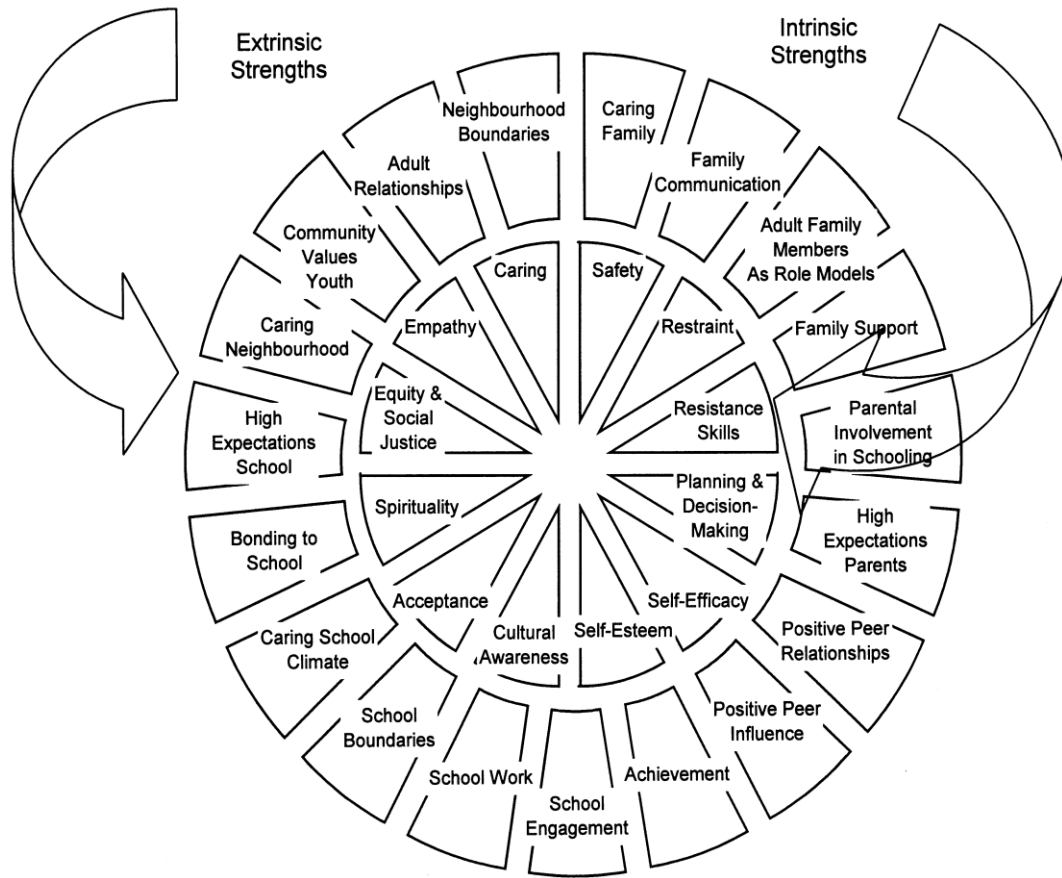 Extrinsic
Strengths
Intrinsic
Strengths
Neighbourhood
Boundaries
Caring
Family
Family
Communication
Adult Family
Members
As Role Models
Family Support
Parental
Involvement
in Schooling
High
Expectations
Parents
Positive Peer
Relationships
Positive Peer
Influence
Achievement
School
Engagement
School Work
School
Boundaries
Caring School
Climate
Bonding to
School
High
Expectations
School
Caring
Neighbourhood
Community
Values
Youth
Adult
Relationships
Caring
Safety
Restraint
Resistance
Skills
Planning &
Decision-
Making
Self-Efficacy
Self-Esteem
Cultural
Awareness
Acceptance
Spirituality
Equity &
Social
Justice
Empathy